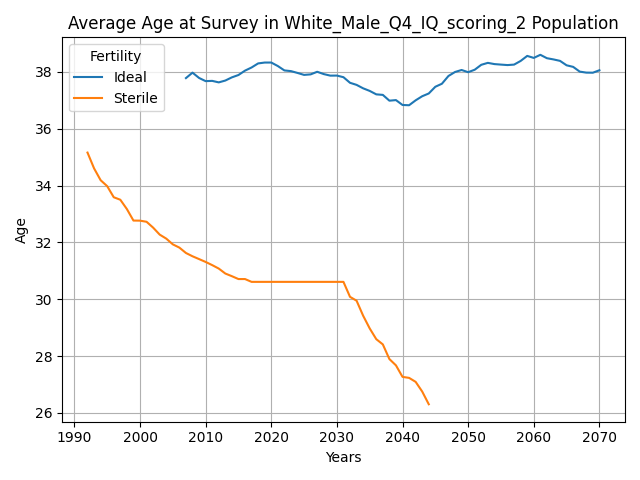 Average Age at Survey in White_Male_Q4_IQ_scoring_2 Population
Fertility
Ideal
Sterile
Age
38
36
34
32
30
28
26
1990 2000 2010 2020 2030 2040 2050 2060 2070
Years